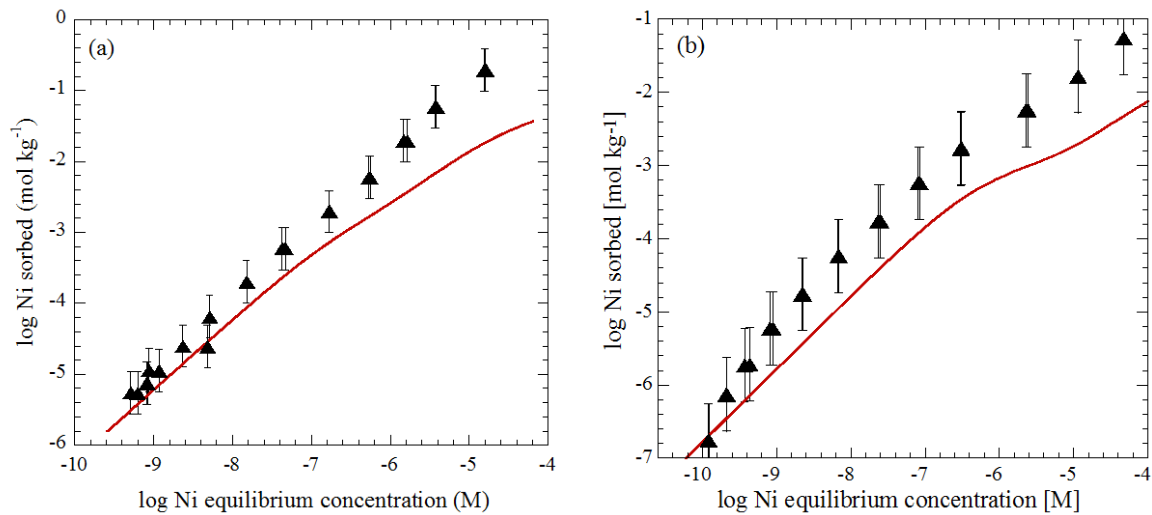 (a)
log Ni sorbed (mol kg-1)
0
-1
-2
-3
-4
-5
-6
-10 -9 -8 -7 -6 -5 -4
log Ni equilibrium concentration (M)
(b)
log Ni sorbed [mol kg-1]
-1
-2
-3
-4
-5
-6
-7
-10 -9 -8 -7 -6 -5 -4
log Ni equilibrium concentration [M]